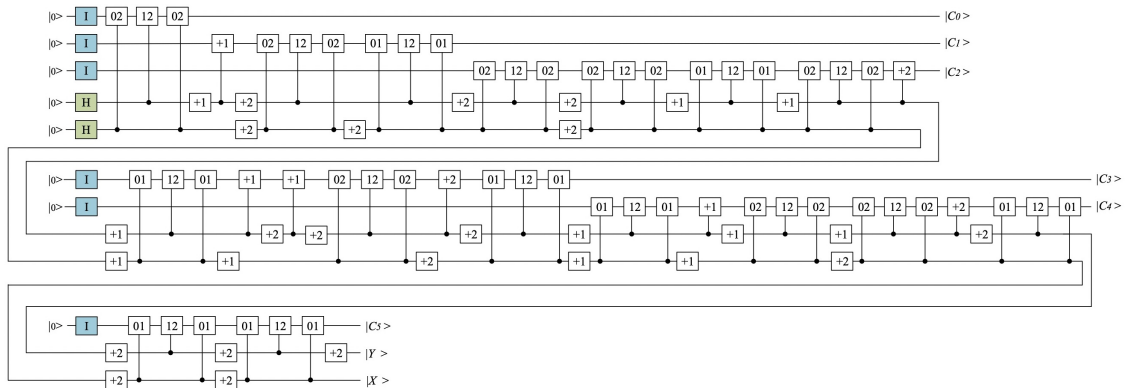 |0> I 02 12 02 |C0 >
|0> I +1 02 12 02 01 12 01 |C1 >
|0> I 02 12 02 02 12 02 01 12 01 02 12 02 +2 |C2 >
|0> H +1 +2 +2 +2 +1 +1
|0> H +2 +2 +2
|0> I 01 12 01 +1 +1 02 12 02 +2 01 12 01 |C3 >
|0> I 01 12 01 +1 02 12 02 02 12 02 +2 01 12 01 |C4 >
+1 +2 +2 +2 +1 +1 +1 +2
+1 +1 +2 +1 +1 +2
|0> I 01 12 01 01 12 01 |C5 >
+2 +2 +2 |Y >
+2 +2 |X >